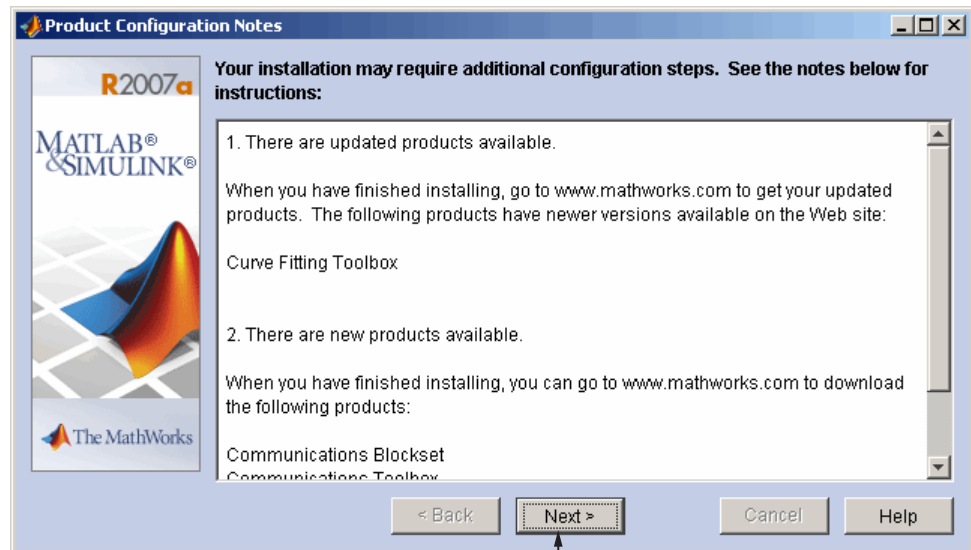 Product Configuration Notes
R2007a
MATLAB®
&SIMULINK®
The MathWorks
Your installation may require additional configuration steps. See the notes below for
instructions:
1. There are updated products available.
When you have finished installing, go to www.mathworks.com to get your updated
products. The following products have newer versions available on the Web site:
Curve Fitting Toolbox
2. There are new products available.
When you have finished installing, you can go to www.mathworks.com to download
the following products:
Communications Blockset
Communications Toolbox
< Back
Next >
Cancel
Help